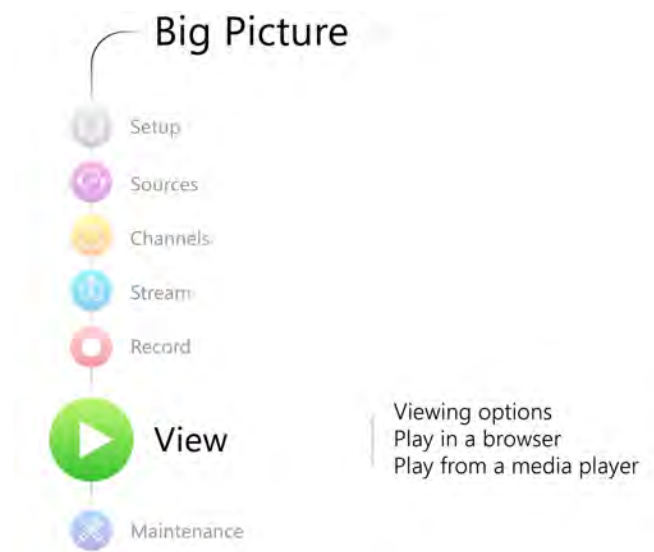 Big Picture
Setup
Sources
Channels
Stream
Record
View
Viewing options
Play in a browser
Play from a media player
Maintenance